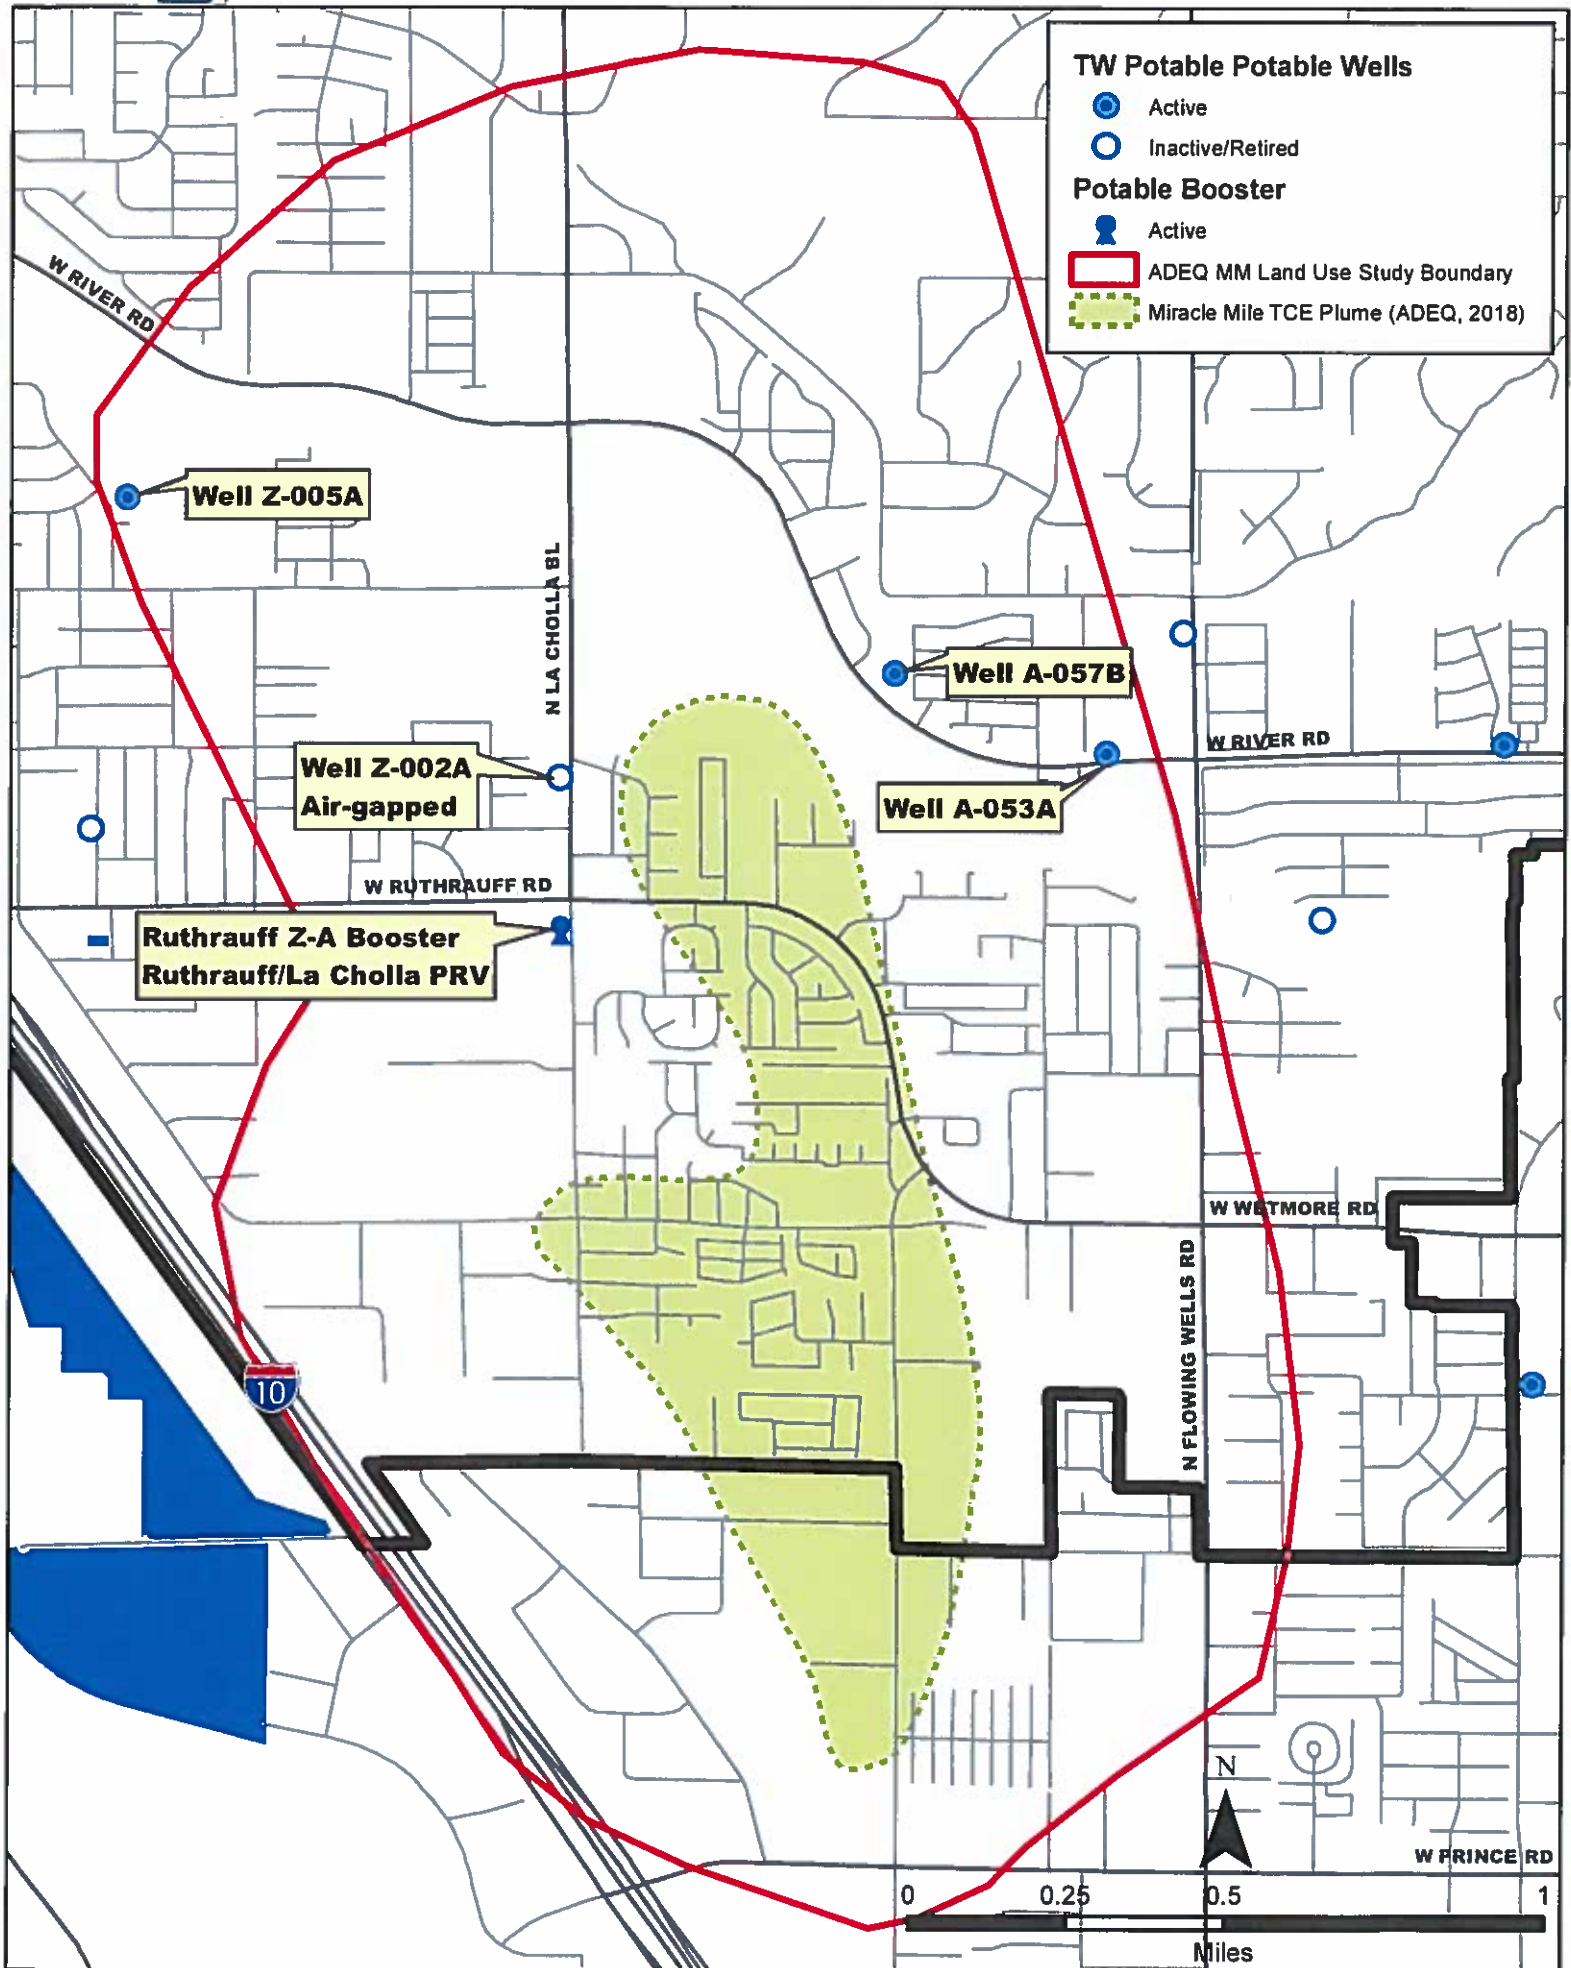 TW Potable Potable Wells
Active
Inactive/Retired
Potable Booster
Active
ADEQ MM Land Use Study Boundary
Miracle Mile TCE Plume (ADEQ, 2018)
W RIVER RD
Well Z-005A
N LA CHOLLA BL
Well A-057B
W RIVER RD
Well Z-002A
Air-gapped
Well A-053A
W RUTHRAUFF RD
Ruthrauff Z-A Booster
Ruthrauff/La Cholla PRV
W WETMORE RD
N FLOWING WELLS RD
10
N
W PRINCE RD
0 0.25 0.5 1
Miles